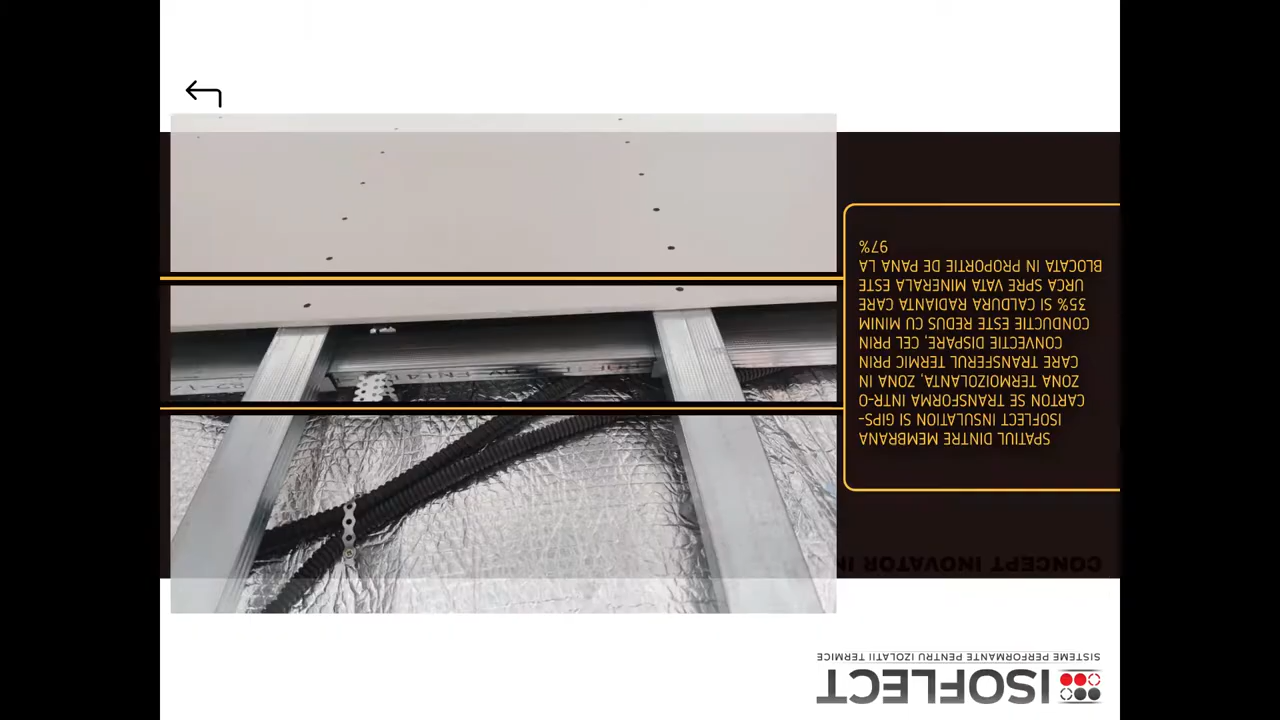 ISOFLECT
SISTEME PERFORMANTE PENTRU IZOLATII TERMICE
CONCEPT INOVATOR IN
SPATIUL DINTRE MEMBRANA
ISOFLECT INSULATION SI GIPS-
CARTON SE TRANSFORMA INTR-O
ZONA TERMOIZOLANTA, ZONA IN
CARE TRANSFERUL TERMIC PRIN
CONVECTIE DISPARE, CEL PRIN
CONDUCTIE ESTE REDUS CU MINIM
35% SI CALDURA RADIANTA CARE
URCA SPRE VATA MINERALA ESTE
BLOCATA IN PROPORTIE DE PANA LA
97%